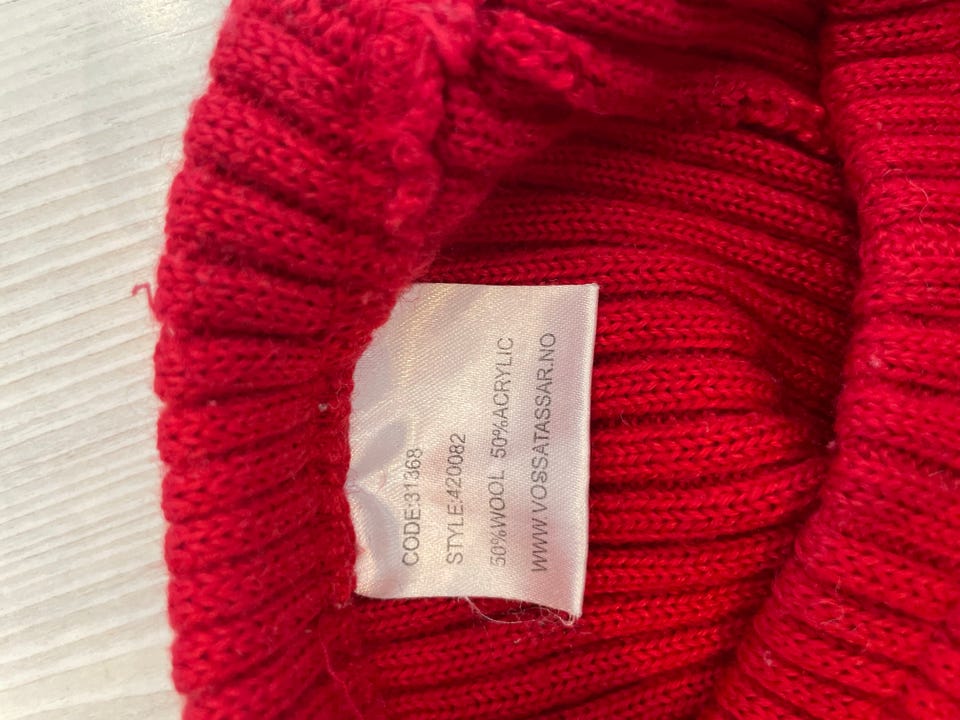 CODE:31368
STYLE:420082
50%WOOL 50%ACRYLIC
WWW.VOSSATASSAR.NO